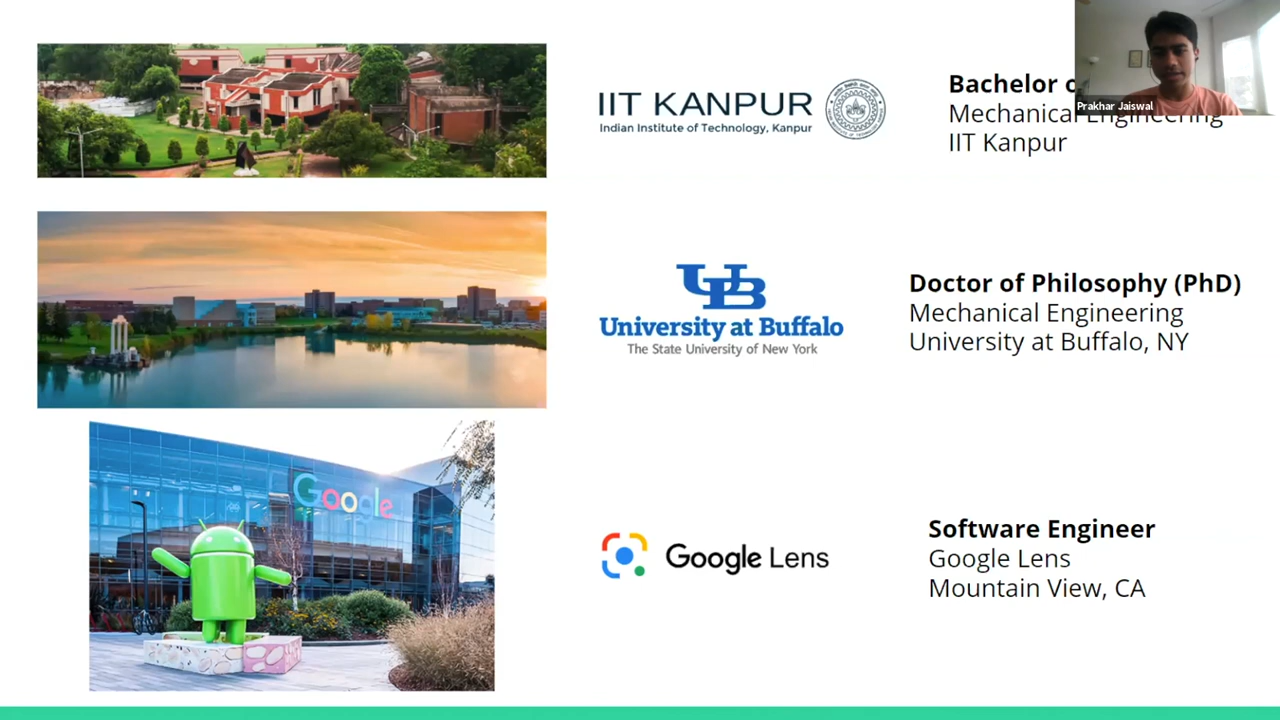 IIT KANPUR
Indian Institute of Technology, Kanpur
Bachelor
Mechanical Engineering
IIT Kanpur
Prakhar Jaiswal
UB
University at Buffalo
The State University of New York
Doctor of Philosophy (PhD)
Mechanical Engineering
University at Buffalo, NY
Google
Google Lens
Software Engineer
Google Lens
Mountain View, CA